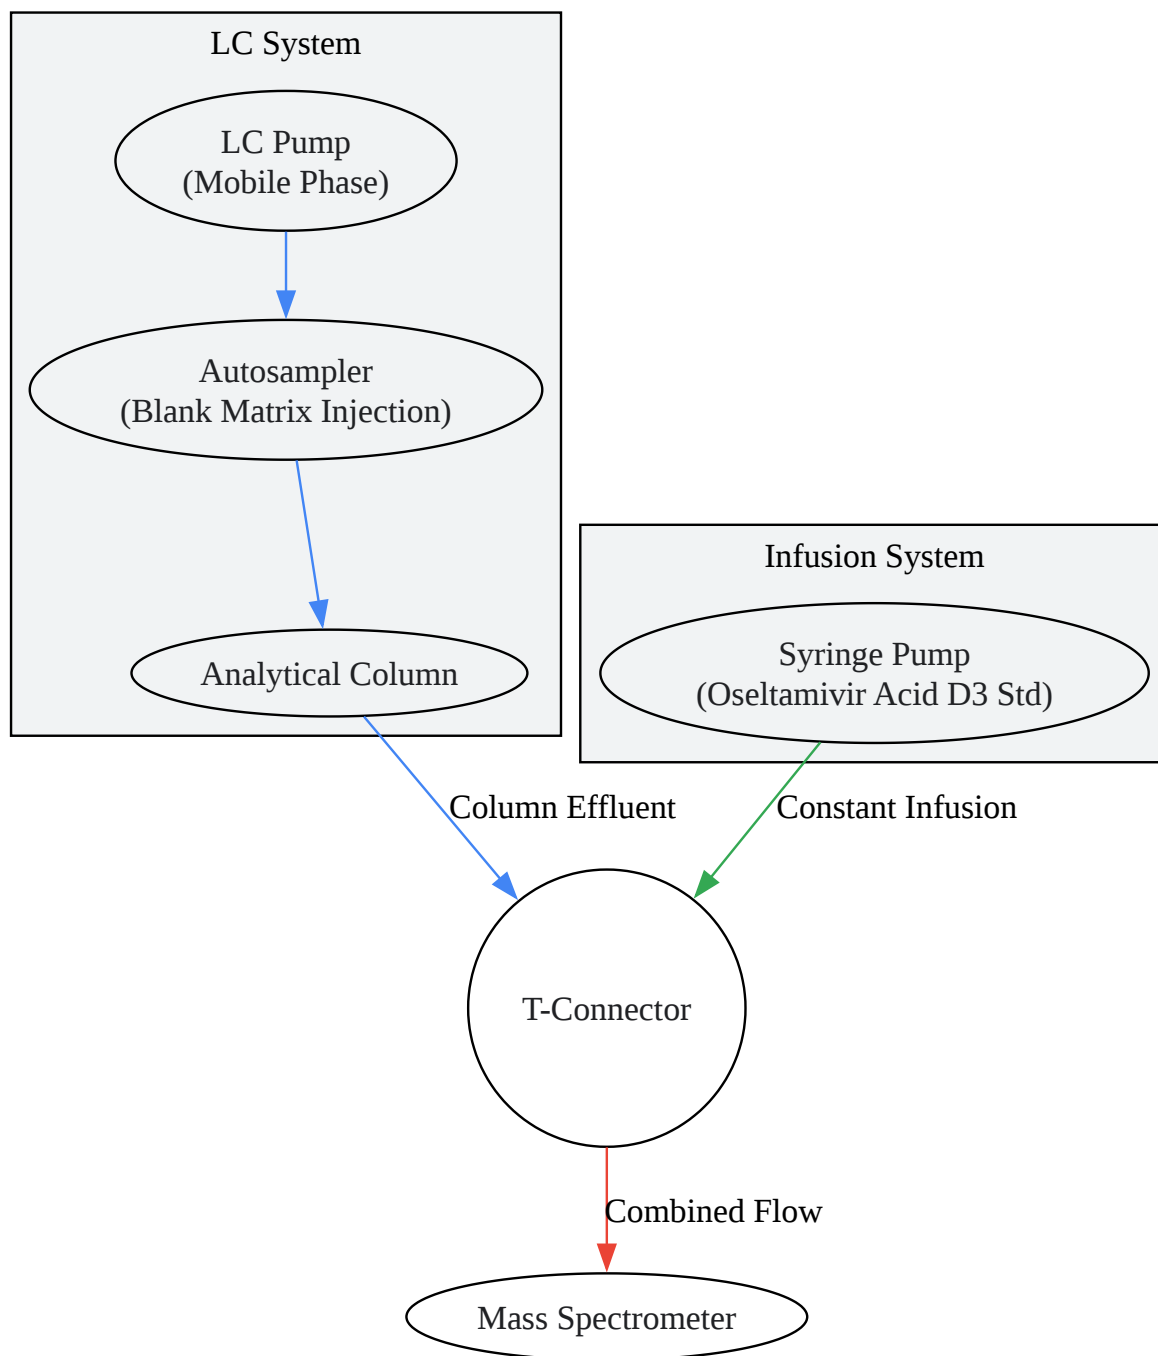 LC System
LC Pump
(Mobile Phase)
Autosampler
(Blank Matrix Injection)
Analytical Column
Infusion System
Syringe Pump
(Oseltamivir Acid D3 Std)
Column Effluent
Constant Infusion
T-Connector
Combined Flow
Mass Spectrometer